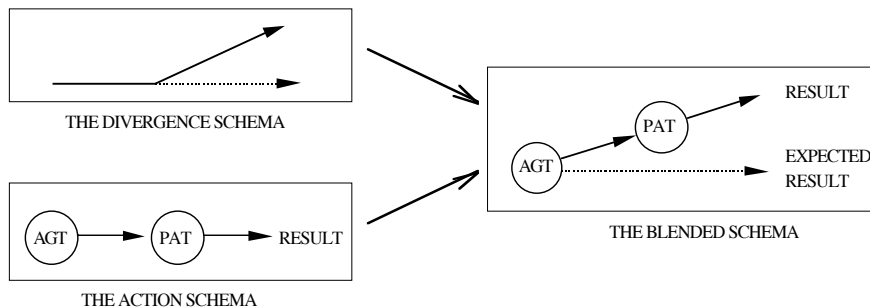 THE DIVERGENCE SCHEMA
AGT
PAT
RESULT
THE ACTION SCHEMA
RESULT
PAT
AGT
EXPECTED
RESULT
THE BLENDED SCHEMA